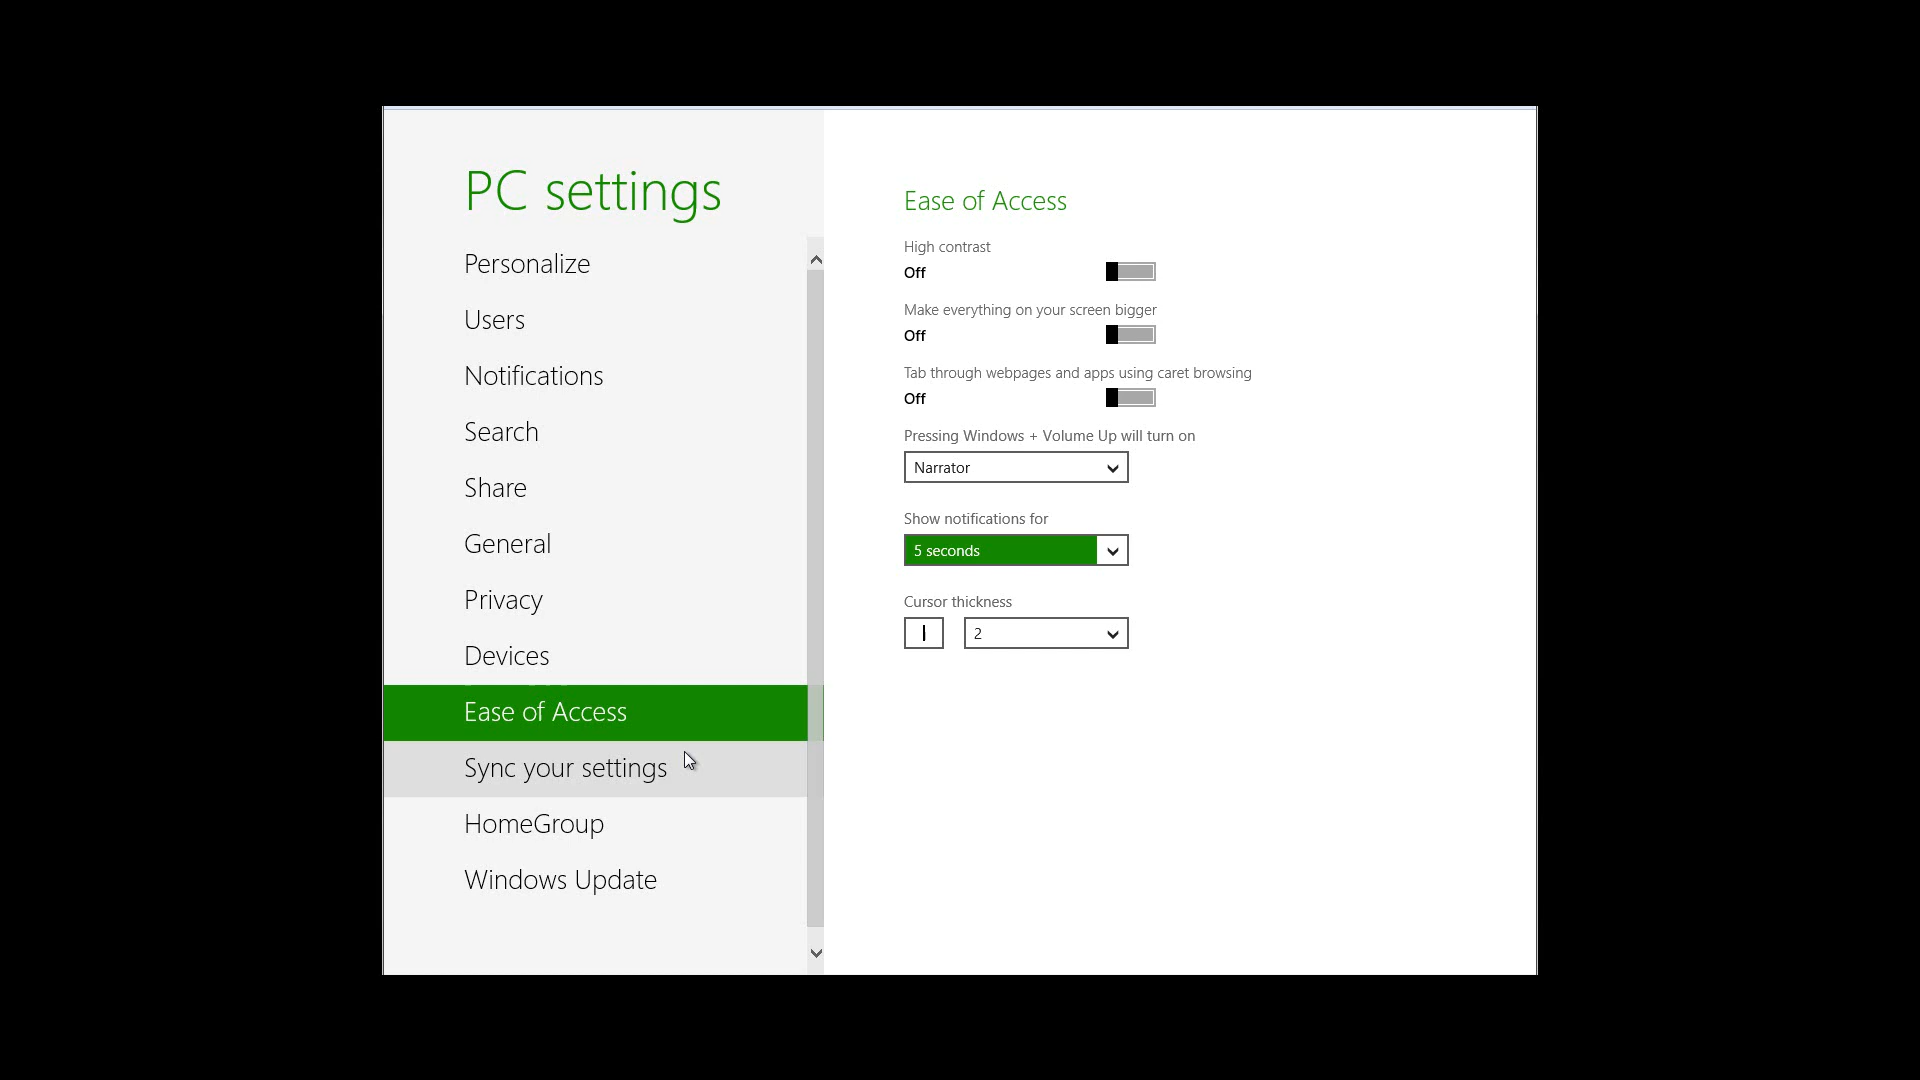 PC settings
Personalize
Users
Notifications
Search
Share
General
Privacy
Devices
Ease of Access
Sync your settings
HomeGroup
Windows Update
Ease of Access
High contrast
Off
Make everything on your screen bigger
Off
Tab through webpages and apps using caret browsing
Off
Pressing Windows + Volume Up will turn on
Narrator
Show notifications for
5 seconds
Cursor thickness
2